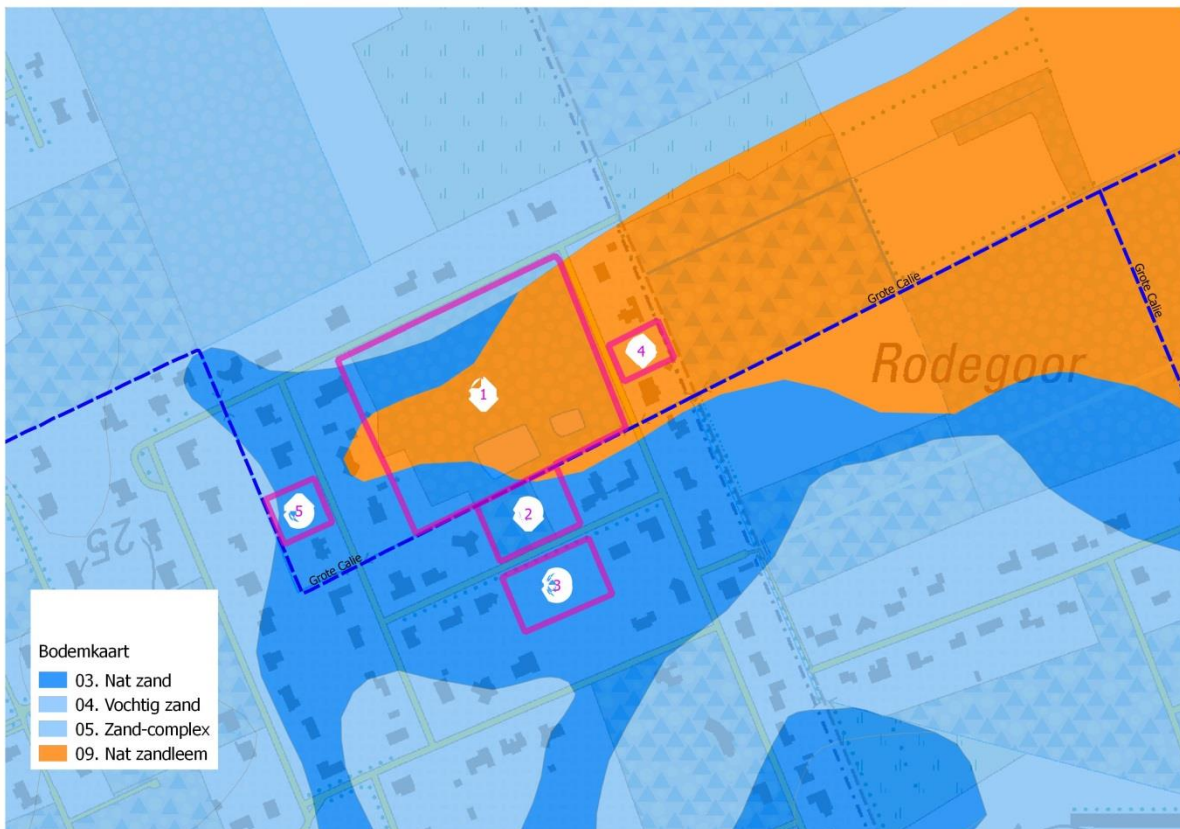 Grote Calie
Grote Calie
Rodegoor
4
1
5
2
25
Grote Calie
3
Bodemkaart
03. Nat zand
04. Vochtig zand
05. Zand-complex
09. Nat zandleem